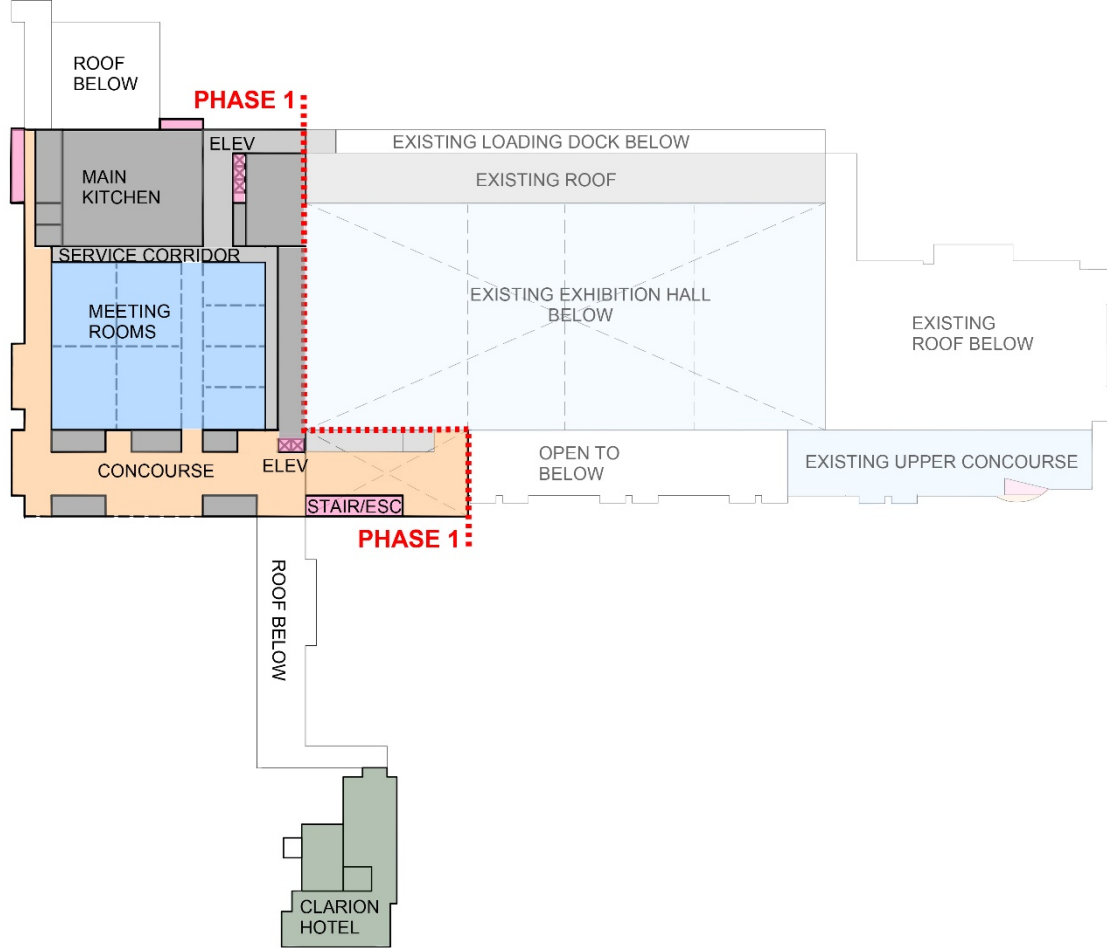 ROOF
BELOW
PHASE 1
ELEV
EXISTING LOADING DOCK BELOW
MAIN
KITCHEN
EXISTING ROOF
SERVICE CORRIDOR
MEETING
ROOMS
EXISTING EXHIBITION HALL
BELOW
EXISTING
ROOF BELOW
CONCOURSE
ELEV
OPEN TO
BELOW
EXISTING UPPER CONCOURSE
STAIR/ESC
PHASE 1
ROOF BELOW
CLARION
HOTEL